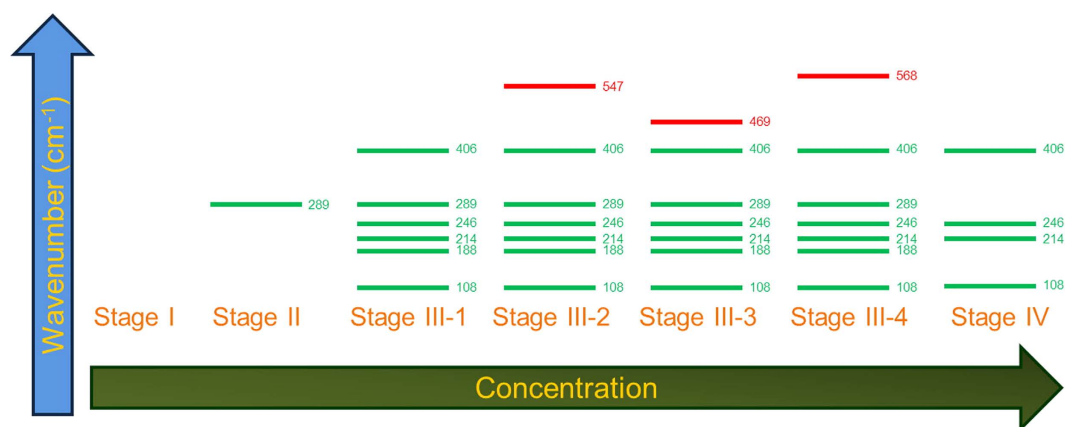 Wavenumber (cm-1)
547
568
469
406 406 406 406 406
289 289 289 289 289
246 246 246 246 246
214 214 214 214 214
188 188 188 188
108 108 108 108 108
Stage I Stage II Stage III-1 Stage III-2 Stage III-3 Stage III-4 Stage IV
Concentration